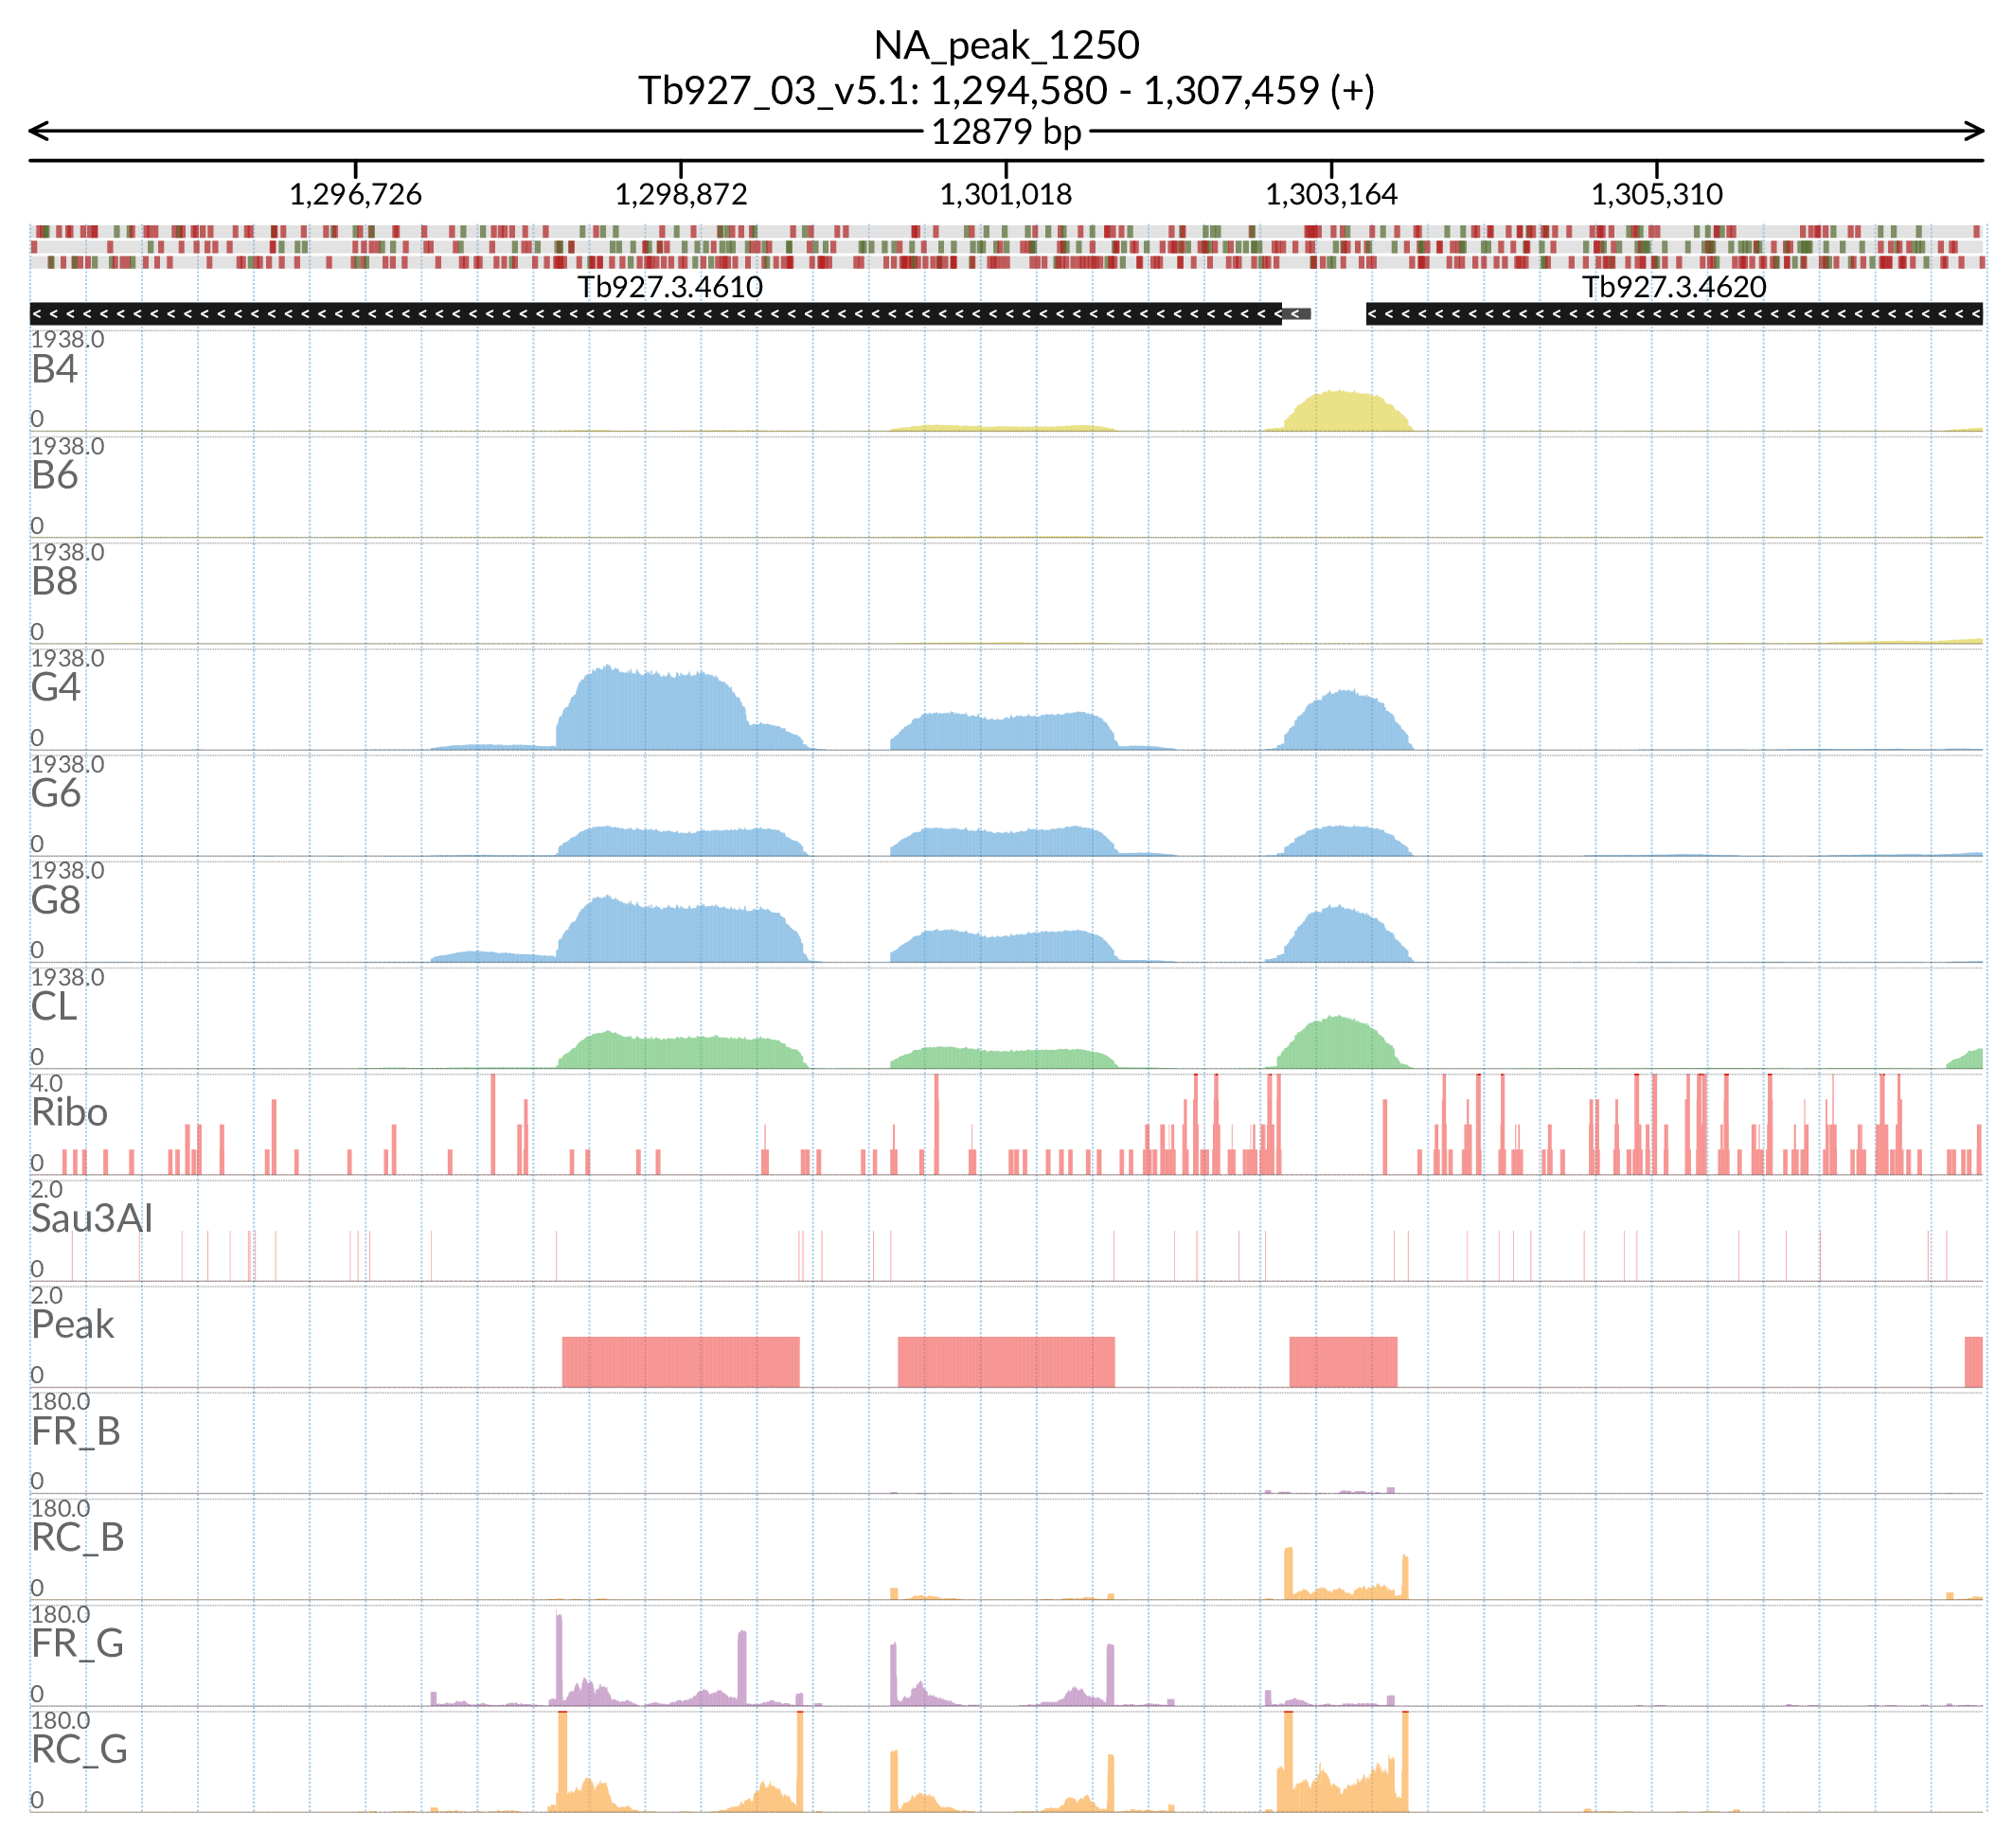 NA_peak_1250
Tb927_03_v5.1: 1,294,580 - 1,307,459 (+)
12879 bp
1,296,726 1,298,872 1,301,018 1,303,164 1,305,310
Tb927.3.4610 Tb927.3.4620
1938.0
B4
0
1938.0
B6
0
1938.0
B8
0
1938.0
G4
0
1938.0
G6
0
1938.0
G8
0
1938.0
CL
0
4.0
Ribo
0
2.0
Sau3AI
0
2.0
Peak
0
180.0
FR_B
0
180.0
RC_B
0
180.0
FR_G
0
180.0
RC_G
0